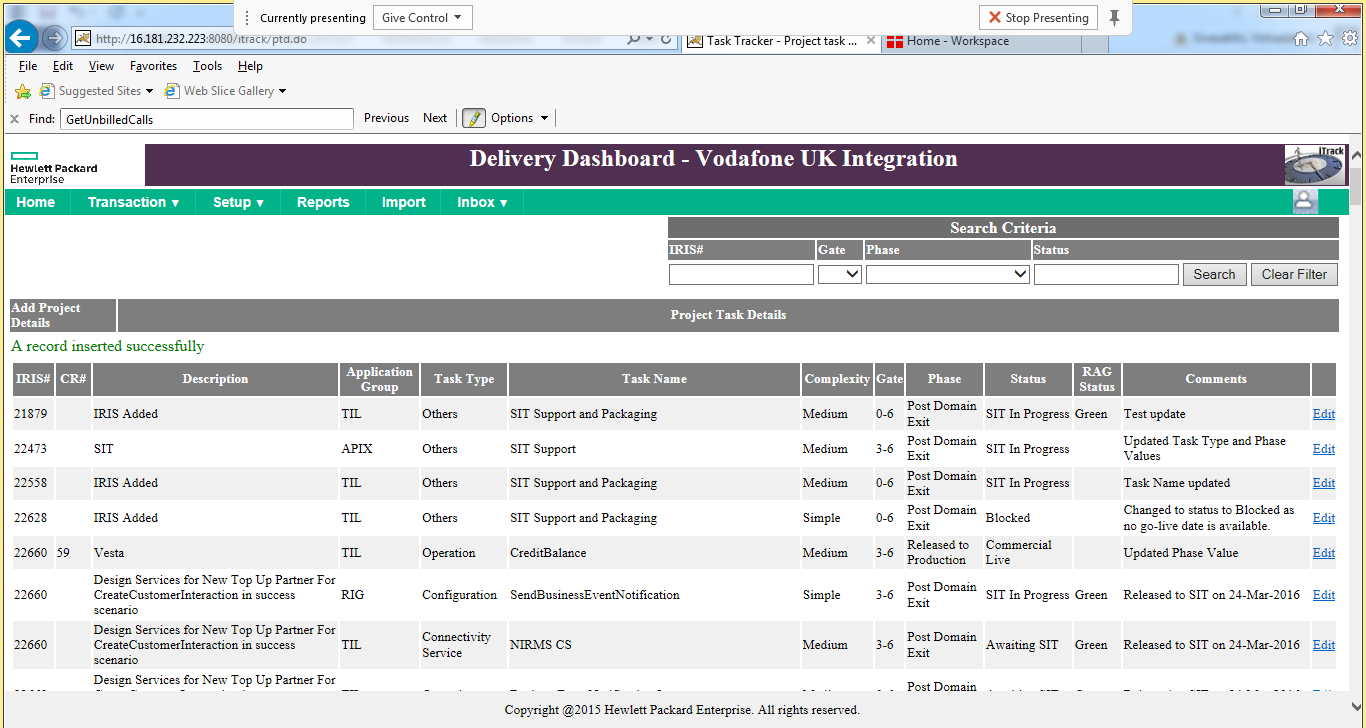 Currently presenting Give Control Stop Presenting
http://16.181.232.223:8080/itrack/ptd.do Task Tracker - Project task ... Home - Workspace
File Edit View Favorites Tools Help
Suggested Sites Web Slice Gallery
x Find: GetUnbilledCalls Previous Next Options
Hewlett Packard
Enterprise
Delivery Dashboard - Vodafone UK Integration
ITrack
Home Transaction ▼ Setup ▼ Reports Import Inbox ▼
Search Criteria
IRIS# Gate Phase Status
Search Clear Filter
Add Project
Details
Project Task Details
A record inserted successfully
IRIS# CR# Description Application Group Task Type Task Name Complexity Gate Phase Status RAG Status Comments
21879 IRIS Added TIL Others SIT Support and Packaging Medium 0-6 Post Domain Exit SIT In Progress Green Test update Edit
22473 SIT APIX Others SIT Support Medium 3-6 Post Domain Exit SIT In Progress Updated Task Type and Phase Values Edit
22558 IRIS Added TIL Others SIT Support and Packaging Medium 0-6 Post Domain Exit SIT In Progress Task Name updated Edit
22628 IRIS Added TIL Others SIT Support and Packaging Simple 0-6 Post Domain Exit Blocked Changed to status to Blocked as no go-live date is available. Edit
22660 59 Vesta TIL Operation CreditBalance Medium 3-6 Released to Production Commercial Live Updated Phase Value Edit
22660 Design Services for New Top Up Partner For CreateCustomerInteraction in success scenario RIG Configuration SendBusinessEventNotification Simple 3-6 Post Domain Exit SIT In Progress Green Released to SIT on 24-Mar-2016 Edit
22660 Design Services for New Top Up Partner For CreateCustomerInteraction in success scenario TIL Connectivity Service NIRMS CS Medium 3-6 Post Domain Exit Awaiting SIT Green Released to SIT on 24-Mar-2016 Edit
Design Services for New Top Up Partner For Post Domain
Copyright @2015 Hewlett Packard Enterprise. All rights reserved.